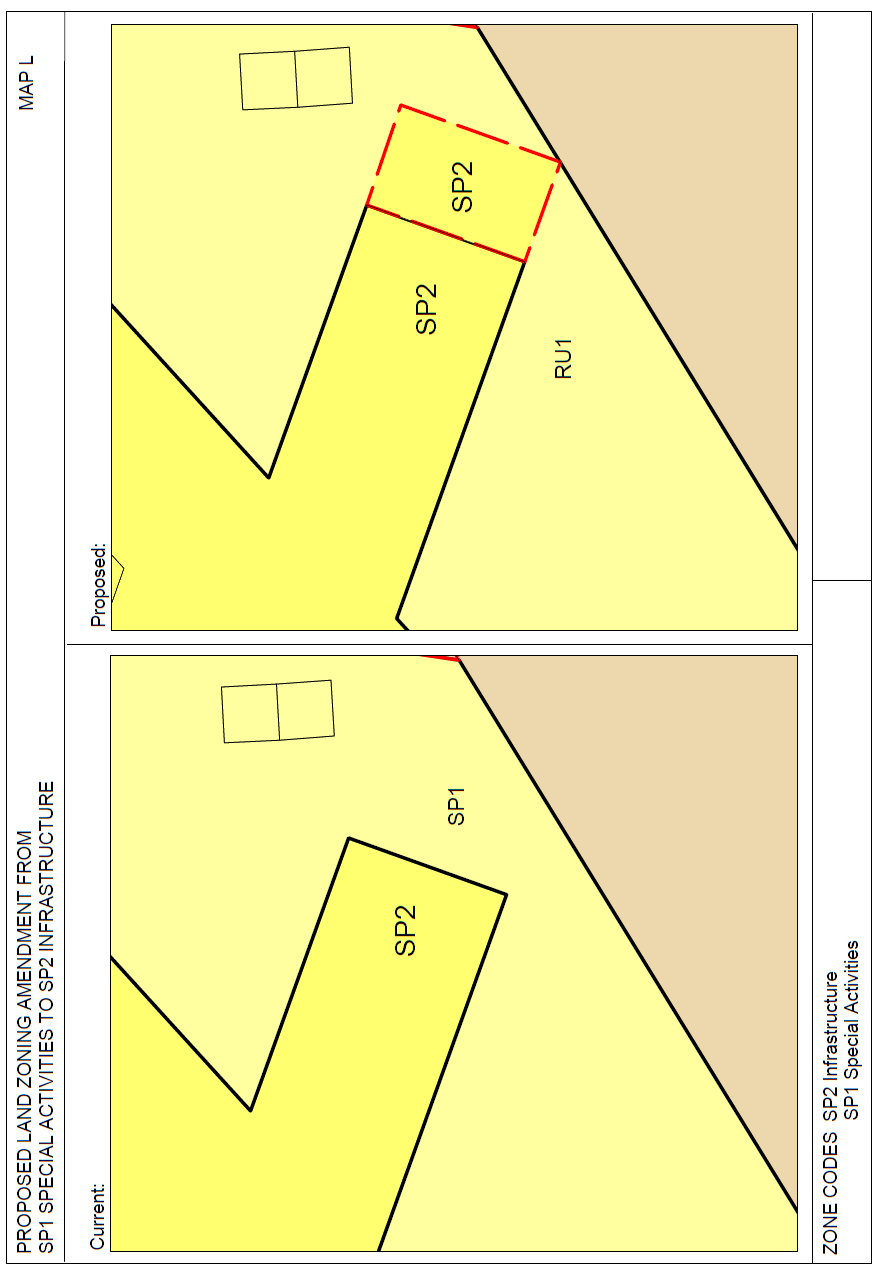 PROPOSED LAND ZONING AMENDMENT FROM
SP1 SPECIAL ACTIVITIES TO SP2 INFRASTRUCTURE
MAP L
Current:
SP2
SP1
Proposed:
SP2
SP2
RU1
ZONE CODES SP2 Infrastructure
SP1 Special Activities